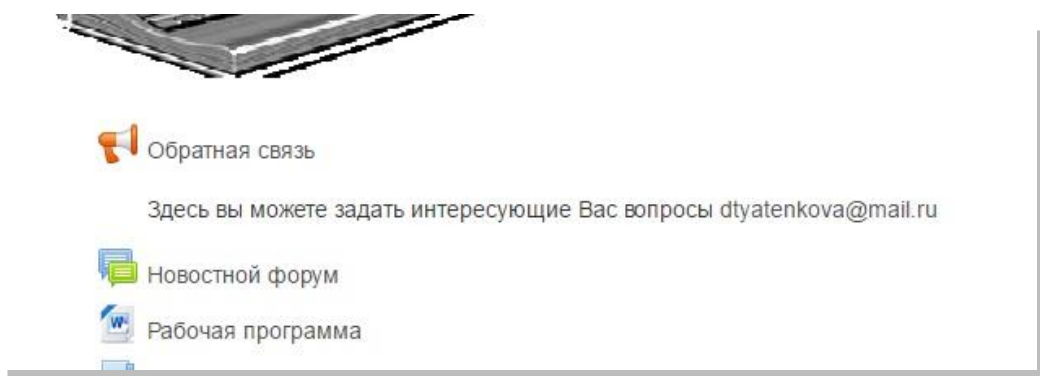 Обратная связь
Здесь вы можете задать интересующие Вас вопросы dtyatenkova@mail.ru
Новостной форум
Рабочая программа